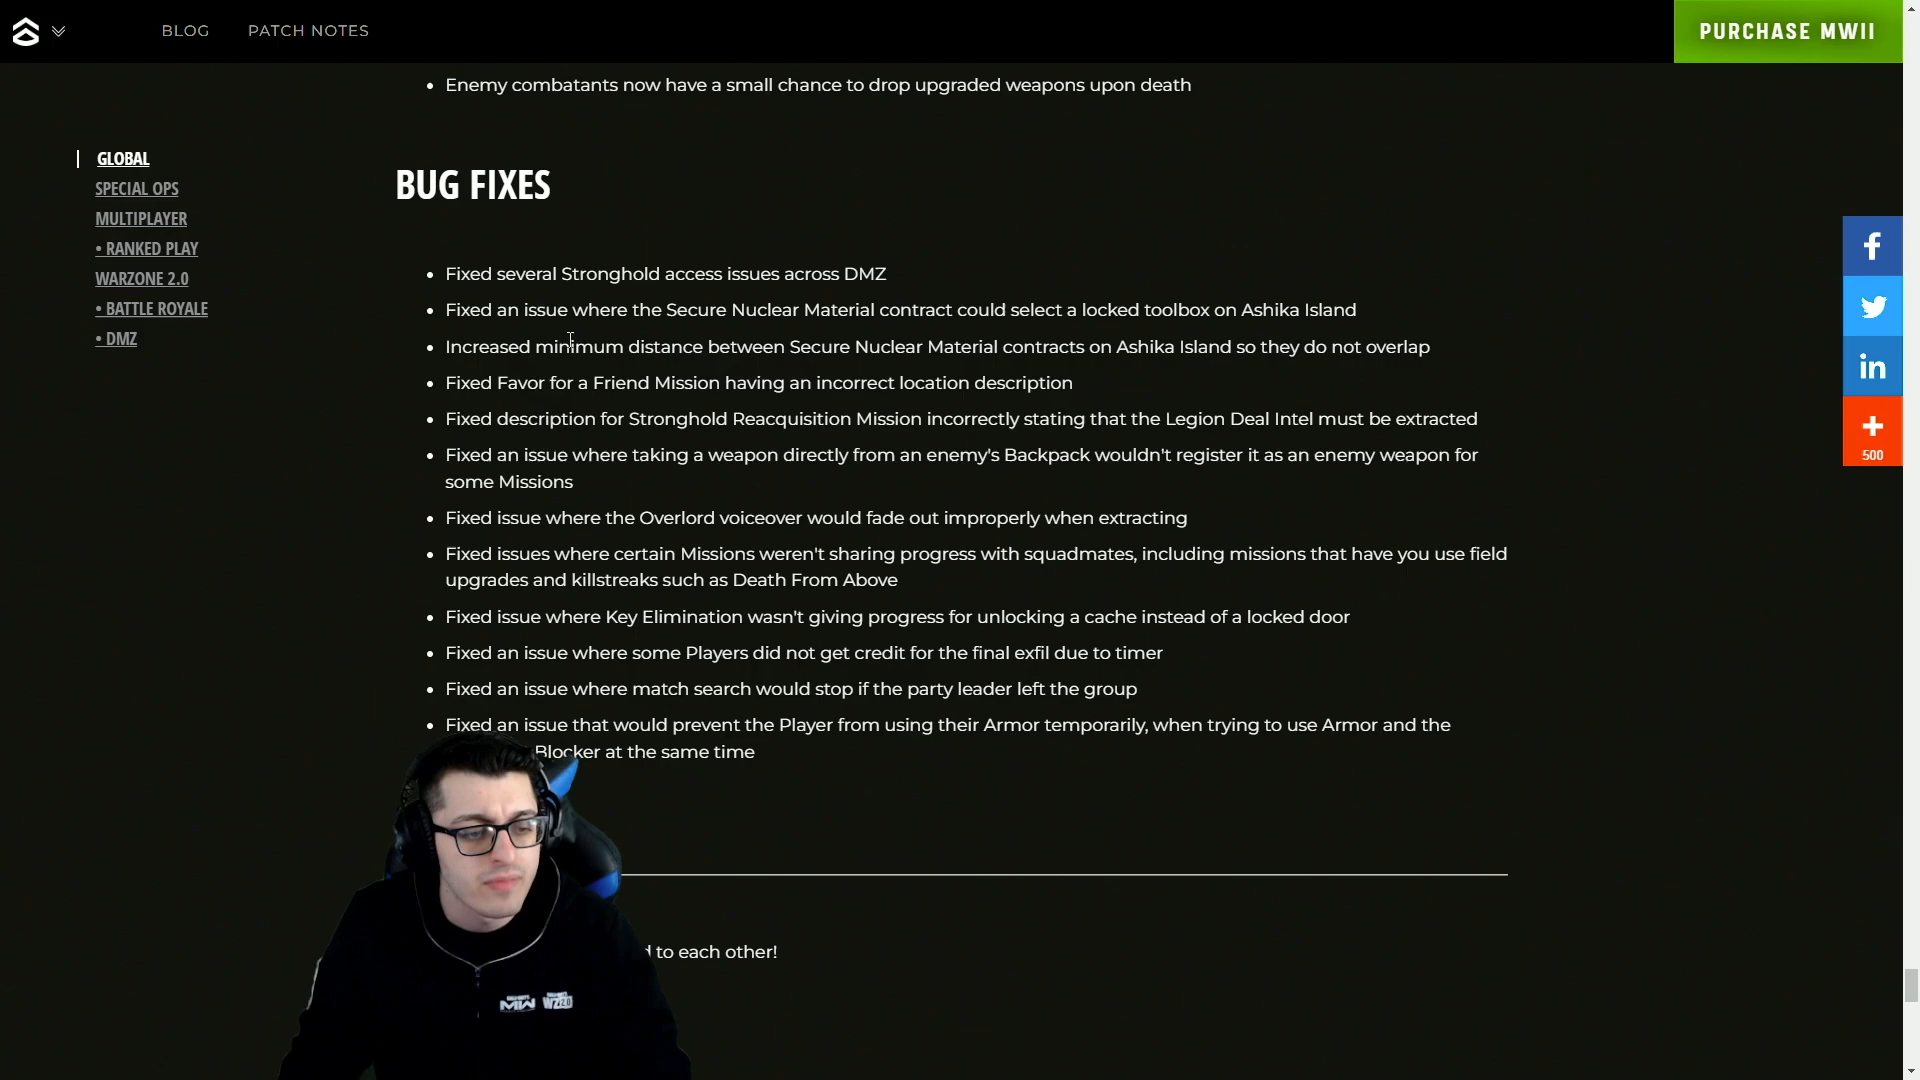 BLOG
PATCH NOTES
PURCHASE MWII
Enemy combatants now have a small chance to drop upgraded weapons upon death
GLOBAL
SPECIAL OPS
MULTIPLAYER
• RANKED PLAY
WARZONE 2.0
• BATTLE ROYALE
• DMZ
BUG FIXES
• Fixed several Stronghold access issues across DMZ
• Fixed an issue where the Secure Nuclear Material contract could select a locked toolbox on Ashika Island
• Increased minimum distance between Secure Nuclear Material contracts on Ashika Island so they do not overlap
• Fixed Favor for a Friend Mission having an incorrect location description
• Fixed description for Stronghold Reacquisition Mission incorrectly stating that the Legion Deal Intel must be extracted
• Fixed an issue where taking a weapon directly from an enemy's Backpack wouldn't register it as an enemy weapon for
some Missions
• Fixed issue where the Overlord voiceover would fade out improperly when extracting
• Fixed issues where certain Missions weren't sharing progress with squadmates, including missions that have you use field
upgrades and killstreaks such as Death From Above
• Fixed issue where Key Elimination wasn't giving progress for unlocking a cache instead of a locked door
• Fixed an issue where some Players did not get credit for the final exfil due to timer
• Fixed an issue where match search would stop if the party leader left the group
• Fixed an issue that would prevent the Player from using their Armor temporarily, when trying to use Armor and the
Blocker at the same time
to each other!
f
in
+
500
MW
WZ2.0